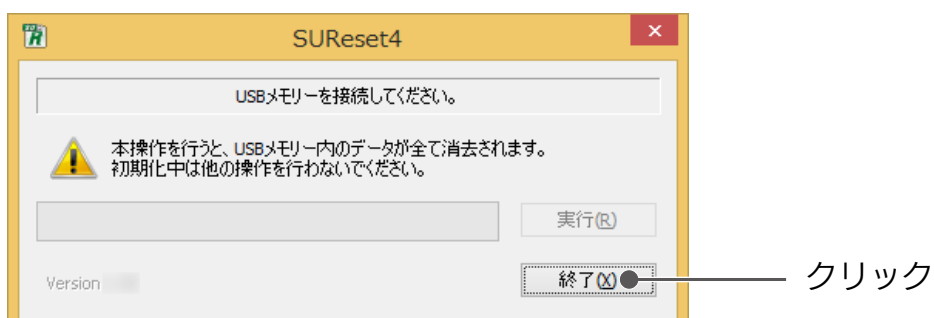 SUReset4
USBメモリーを接続してください。
本操作を行うと、USBメモリー内のデータが全て消去されます。
初期化中は他の操作を行わないでください。
実行(R)
Version
終了(X)
クリック